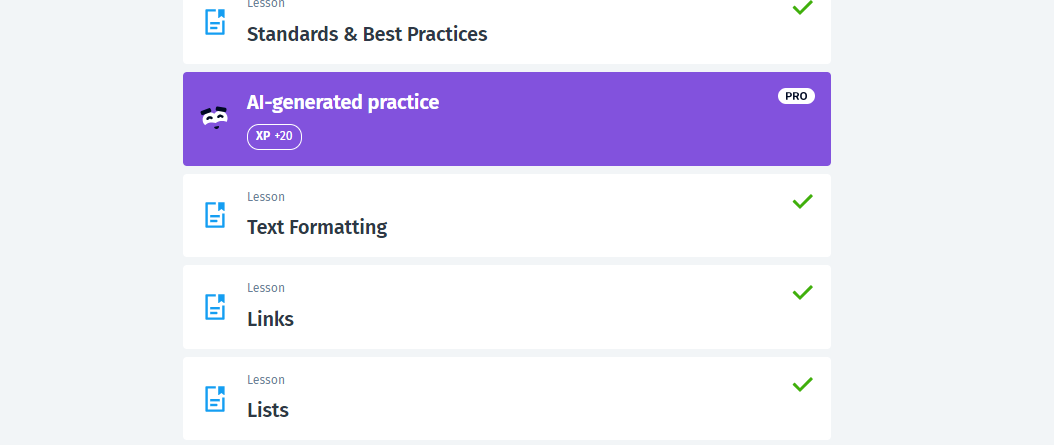 Lesson
Standards & Best Practices
AI-generated practice
PRO
XP +20
Lesson
Text Formatting
Lesson
Links
Lesson
Lists